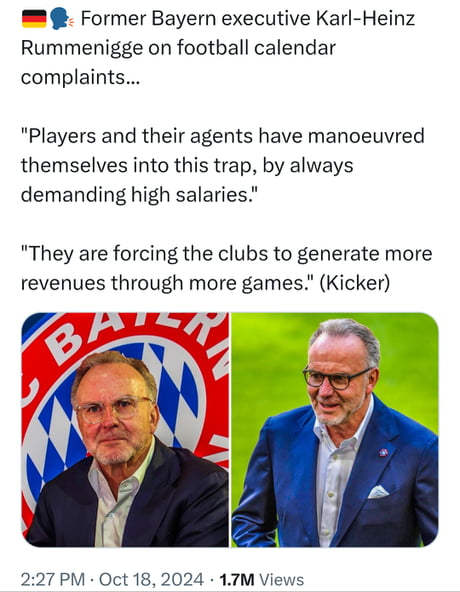 🇩🇪🗣️ Former Bayern executive Karl-Heinz
Rummenigge on football calendar
complaints...
"Players and their agents have manoeuvred
themselves into this trap, by always
demanding high salaries."
"They are forcing the clubs to generate more
revenues through more games." (Kicker)
C BAYERN
2:27 PM · Oct 18, 2024 · 1.7M Views